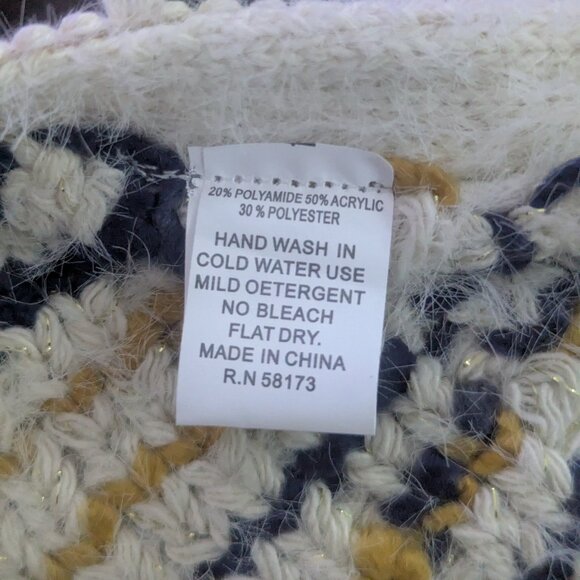 20% POLYAMIDE 50% ACRYLIC
30% POLYESTER
HAND WASH IN
COLD WATER USE
MILD OETERGENT
NO BLEACH
FLAT DRY.
MADE IN CHINA
R.N 58173